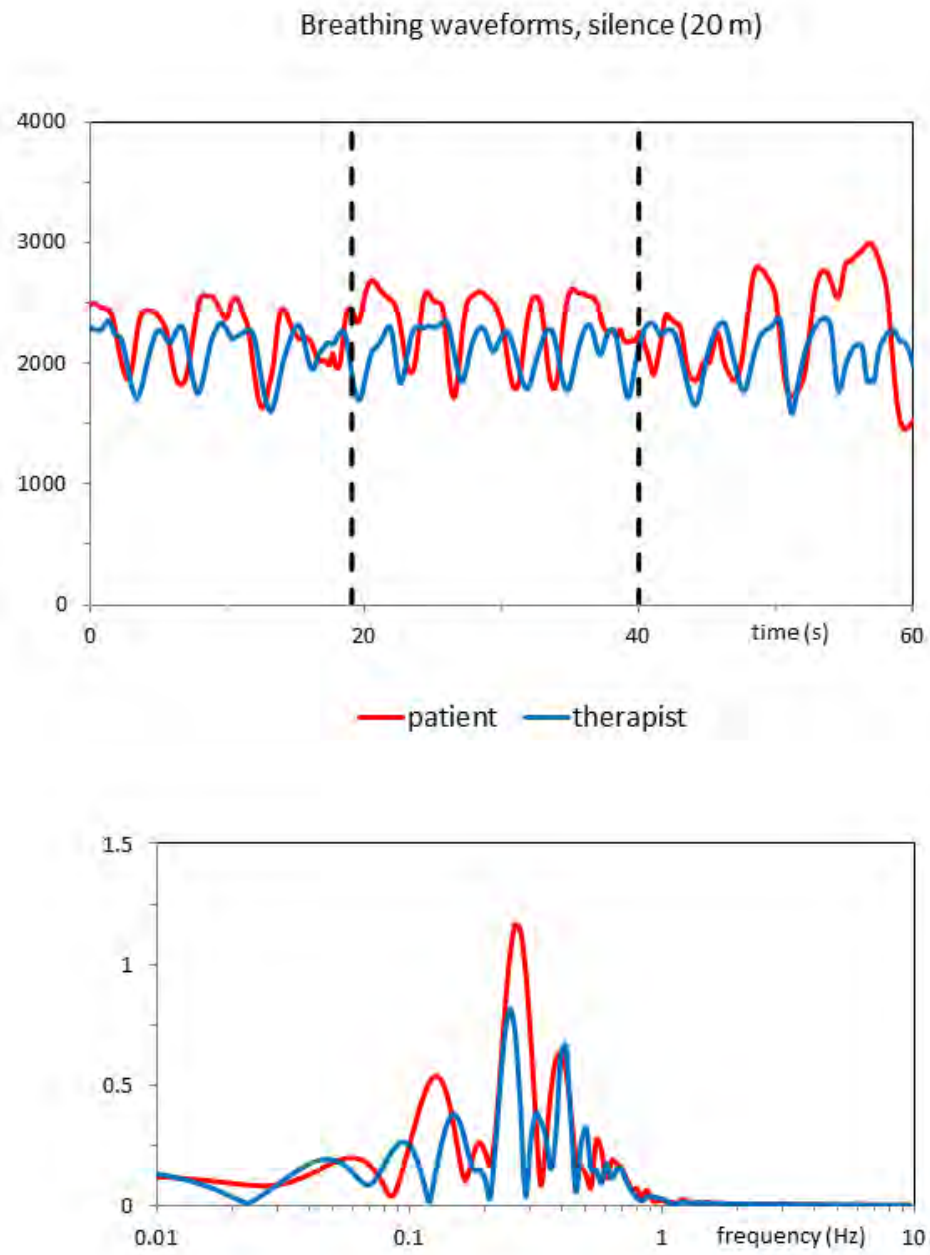 Breathing waveforms, silence (20 m)
4000
3000
2000
1000
0
0 20 40 time (s) 60
patient therapist
1.5
1
0.5
0
0.01 0.1 1 frequency (Hz) 10